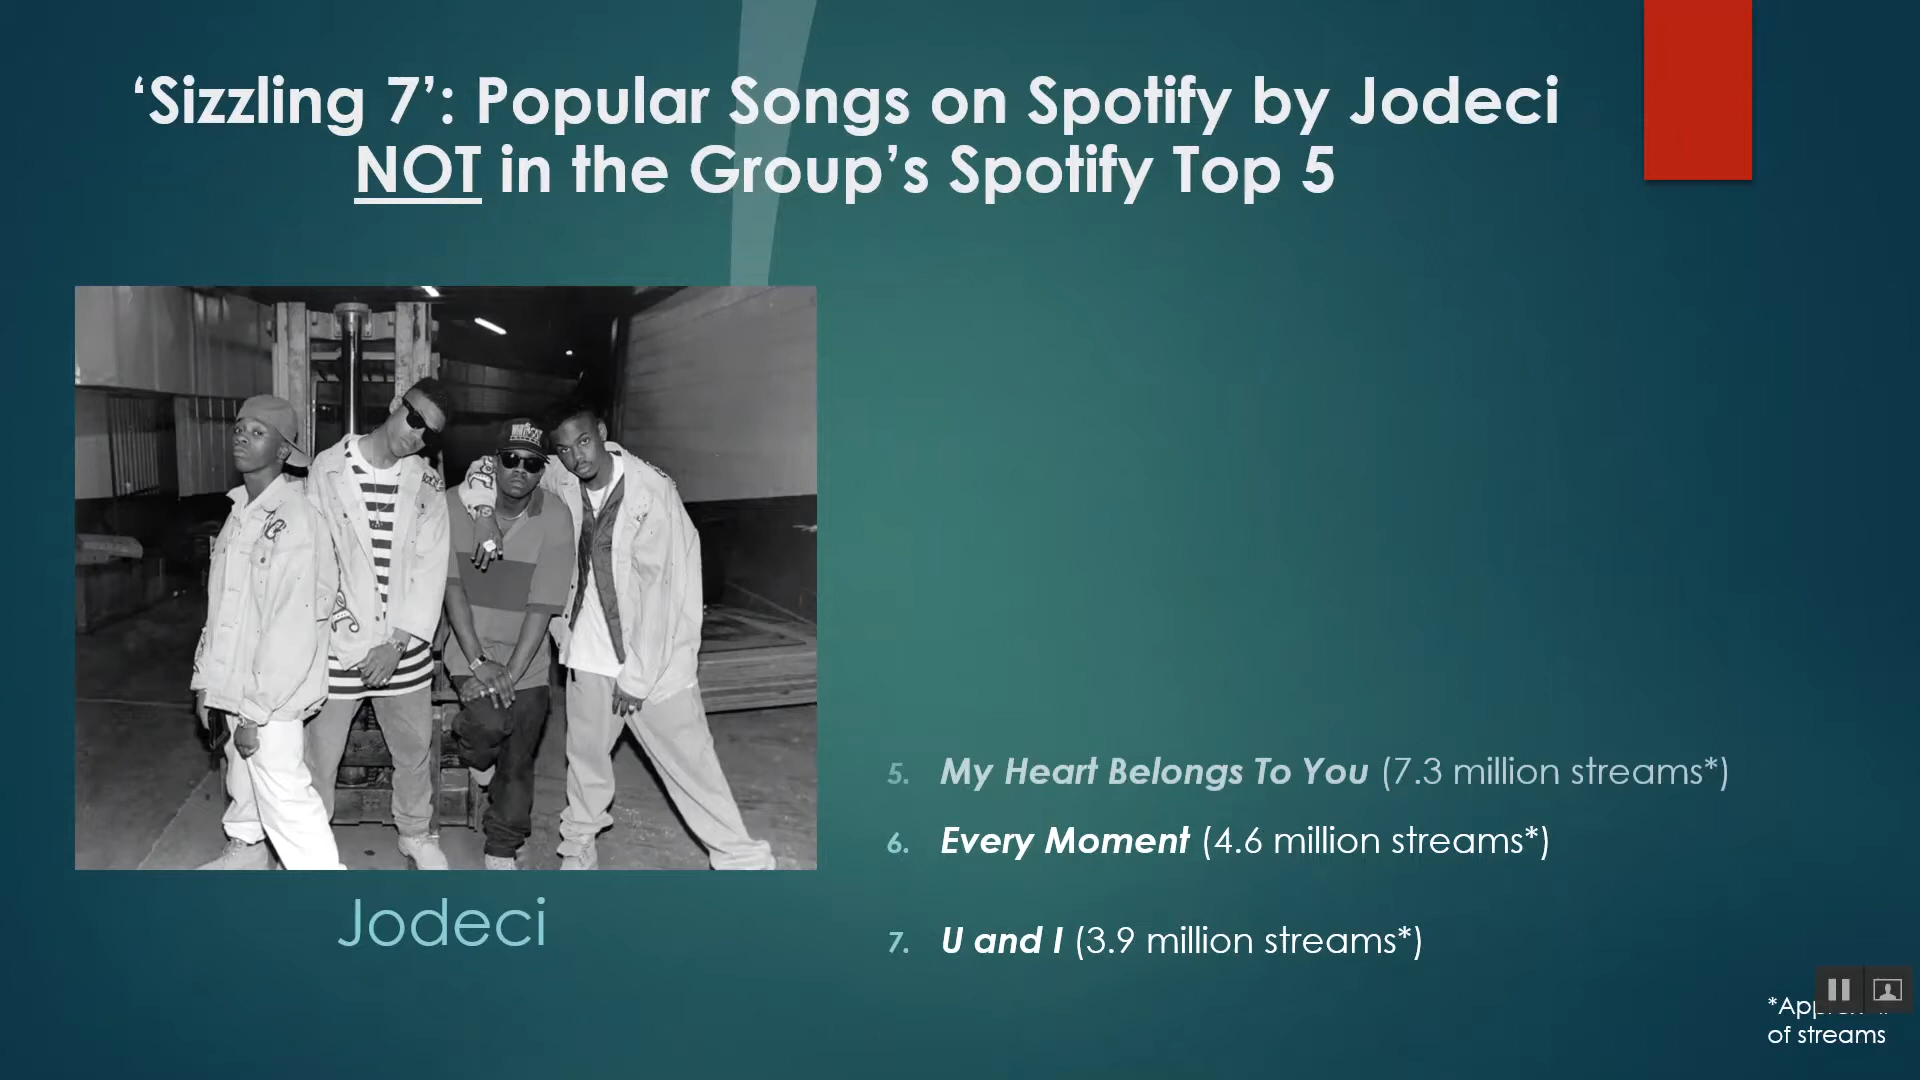 ‘Sizzling 7’: Popular Songs on Spotify by Jodeci
NOT in the Group’s Spotify Top 5
Jodeci
5. My Heart Belongs To You (7.3 million streams*)
6. Every Moment (4.6 million streams*)
7. U and I (3.9 million streams*)
of streams